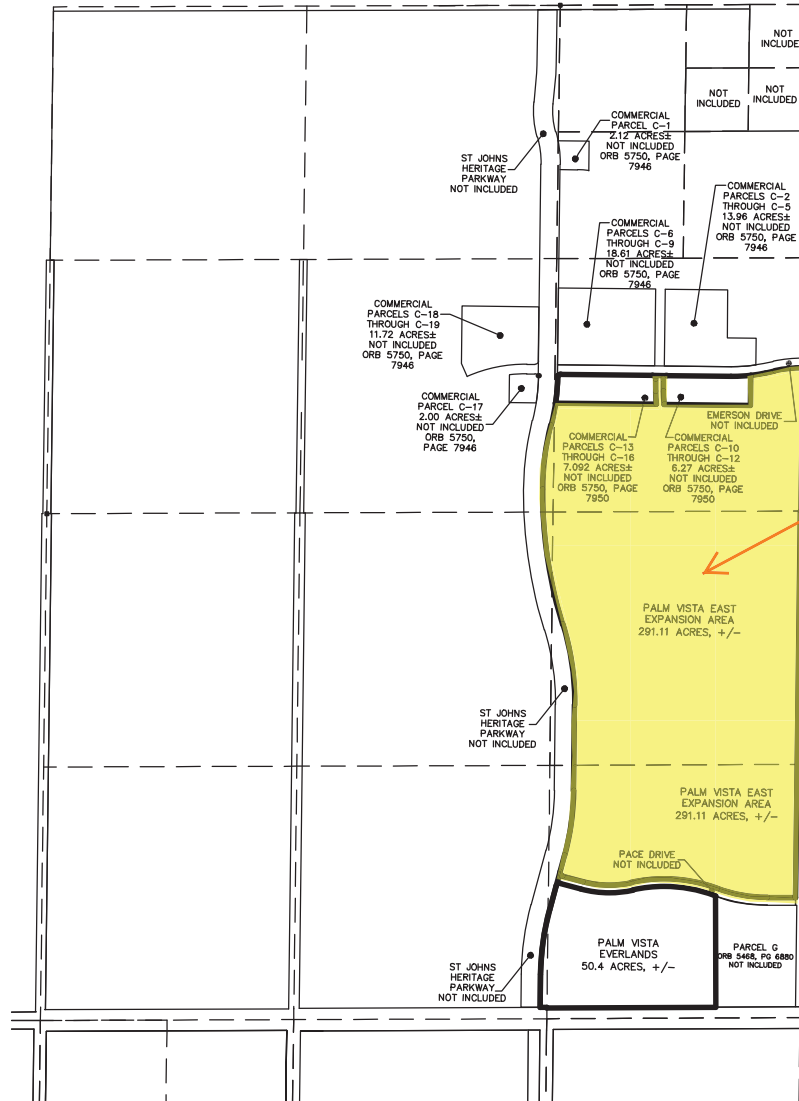 NOT
INCLUDE
NOT
INCLUDED
NOT
INCLUDED
COMMERCIAL
PARCEL C-1
2.12 ACRES±
NOT INCLUDED
ORB 5750, PAGE
7946
ST JOHNS
HERITAGE
PARKWAY
NOT INCLUDED
COMMERCIAL
PARCELS C-2
THROUGH C-5
13.96 ACRES±
NOT INCLUDED
ORB 5750, PAGE
7946
COMMERCIAL
PARCELS C-6
THROUGH C-9
18.61 ACRES±
NOT INCLUDED
ORB 5750, PAGE
7946
COMMERCIAL
PARCELS C-18
THROUGH C-19
11.72 ACRES±
NOT INCLUDED
ORB 5750, PAGE
7946
COMMERCIAL
PARCEL C-17
2.00 ACRES±
NOT INCLUDED
ORB 5750,
PAGE 7946
EMERSON DRIVE
NOT INCLUDED
COMMERCIAL
PARCELS C-13
THROUGH C-16
7.092 ACRES±
NOT INCLUDED
ORB 5750, PAGE
7950
COMMERCIAL
PARCELS C-10
THROUGH C-12
6.27 ACRES±
NOT INCLUDED
ORB 5750, PAGE
7950
PALM VISTA EAST
EXPANSION AREA
291.11 ACRES, +/-
ST JOHNS
HERITAGE
PARKWAY
NOT INCLUDED
PALM VISTA EAST
EXPANSION AREA
291.11 ACRES, +/-
PACE DRIVE
NOT INCLUDED
PALM VISTA
EVERLANDS
50.4 ACRES, +/-
PARCEL G
ORB 5468, PG 6880
NOT INCLUDED
ST JOHNS
HERITAGE
PARKWAY
NOT INCLUDED